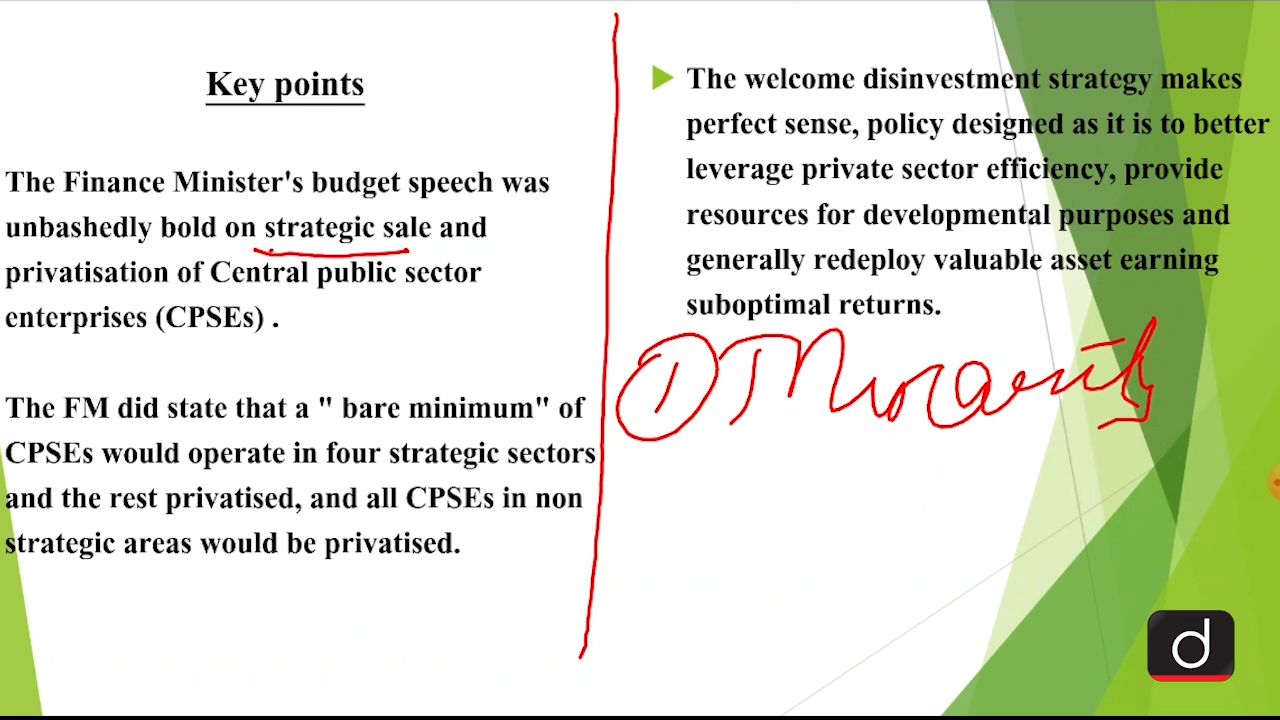 Key points
The Finance Minister's budget speech was
unbashedly bold on strategic sale and
privatisation of Central public sector
enterprises (CPSEs) .
The FM did state that a " bare minimum" of
CPSEs would operate in four strategic sectors
and the rest privatised, and all CPSEs in non
strategic areas would be privatised.
The welcome disinvestment strategy makes
perfect sense, policy designed as it is to better
leverage private sector efficiency, provide
resources for developmental purposes and
generally redeploy valuable asset earning
suboptimal returns.
d